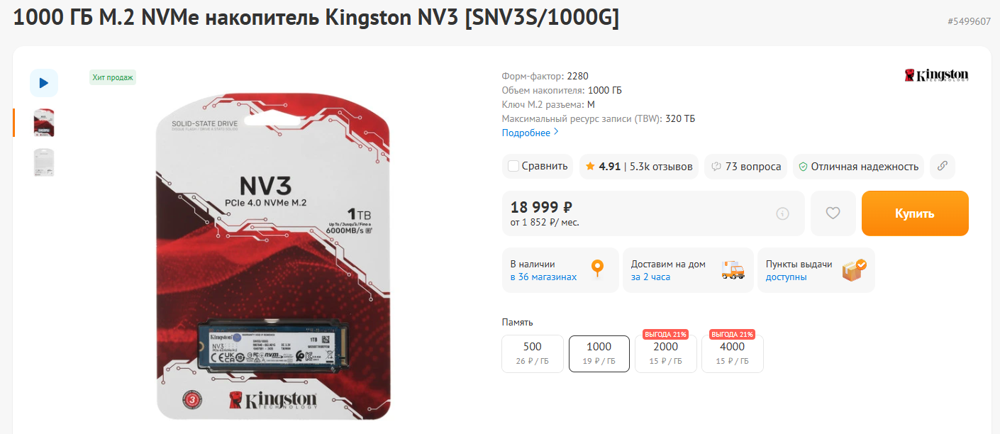 1000 ГБ M.2 NVMe накопитель Kingston NV3 [SNV3S/1000G]
#5499607
Хит продаж
SOLID-STATE DRIVE
NV3
PCIe 4.0 NVMe M.2
1TB
Up To / Jusqu'à / Fino a
6000MB/s
Kingston
NV3
1TB
3
Kingston
TECHNOLOGY
Форм-фактор: 2280
Объем накопителя: 1000 ГБ
Ключ M.2 разъема: M
Максимальный ресурс записи (TBW): 320 ТБ
Подробнее
Kingston
TECHNOLOGY
Сравнить
4.91 | 5.3k отзывов
73 вопроса
Отличная надежность
18 999 ₽
от 1 852 ₽/ мес.
Купить
В наличии
в 36 магазинах
Доставим на дом
за 2 часа
Пункты выдачи
доступны
Память
500
26 ₽ / ГБ
1000
19 ₽ / ГБ
ВЫГОДА 21%
2000
15 ₽ / ГБ
ВЫГОДА 21%
4000
15 ₽ / ГБ